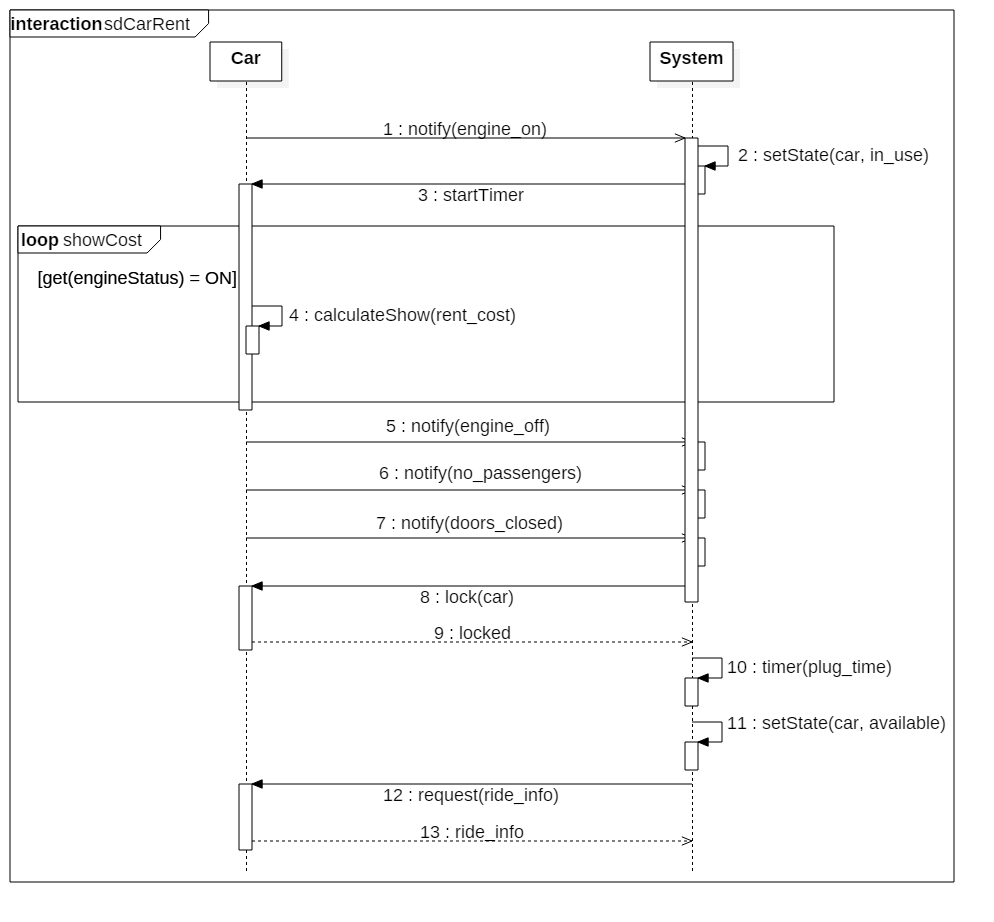 interaction sdCarRent
Car
System
1 : notify(engine_on)
2 : setState(car, in_use)
3 : startTimer
loop showCost
[get(engineStatus) = ON]
4 : calculateShow(rent_cost)
5 : notify(engine_off)
6 : notify(no_passengers)
7 : notify(doors_closed)
8 : lock(car)
9 : locked
10 : timer(plug_time)
11 : setState(car, available)
12 : request(ride_info)
13 : ride_info